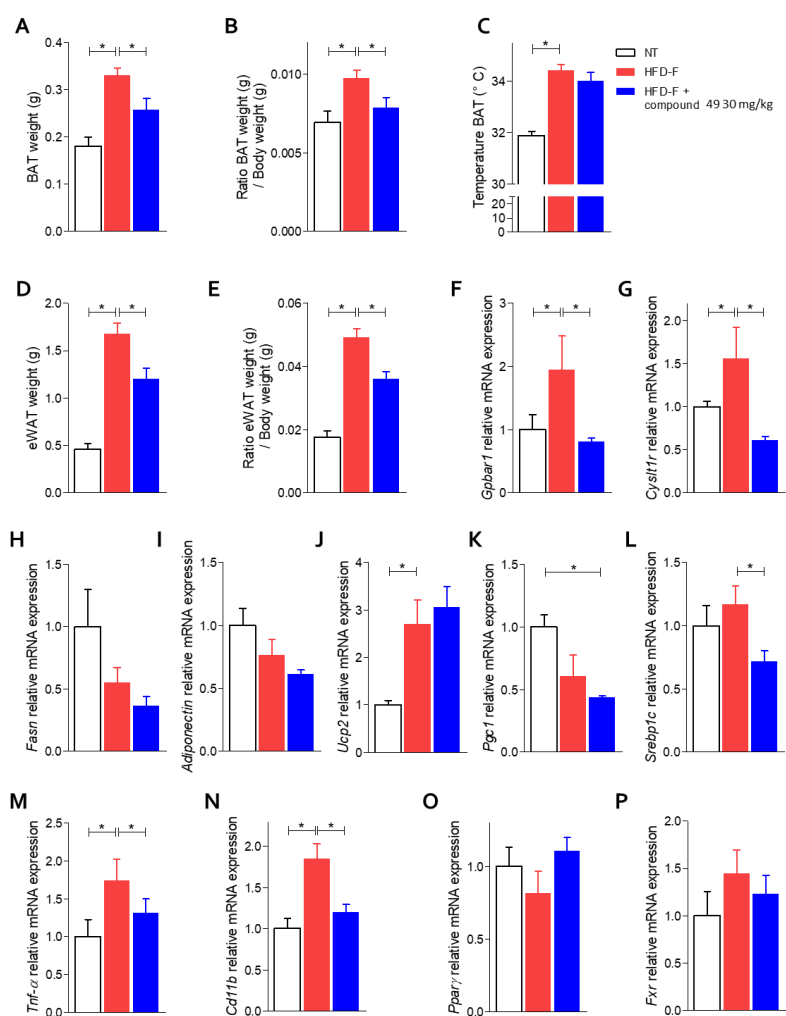 A
BAT weight (g)
0.4
0.3
0.2
0.1
0.0
* *
B
Ratio BAT weight (g)
/ Body weight (g)
0.010
0.005
0.000
* *
C
Temperature BAT (° C)
34
32
30
20
10
0
*
NT
HFD-F
HFD-F +
compound 49 30 mg/kg
D
eWAT weight (g)
2.0
1.5
1.0
0.5
0.0
* *
E
Ratio eWAT weight (g)
/ Body weight (g)
0.06
0.04
0.02
0.00
* *
F
Gpbar1 relative mRNA expression
3
2
1
0
* *
G
Cyslt1r relative mRNA expression
2.0
1.5
1.0
0.5
0.0
* *
H
Fasn relative mRNA expression
1.5
1.0
0.5
0.0
I
Adiponectin relative mRNA expression
1.5
1.0
0.5
0.0
J
Ucp2 relative mRNA expression
4
3
2
1
0
*
K
Pgc1 relative mRNA expression
1.5
1.0
0.5
0.0
*
L
Srebp1c relative mRNA expression
1.5
1.0
0.5
0.0
*
M
Tnf-α relative mRNA expression
2.5
2.0
1.5
1.0
0.5
0.0
* *
N
Cd11b relative mRNA expression
2.0
1.5
1.0
0.5
0.0
* *
O
Pparγ relative mRNA expression
1.0
0.5
0.0
P
Fxr relative mRNA expression
2.0
1.5
1.0
0.5
0.0